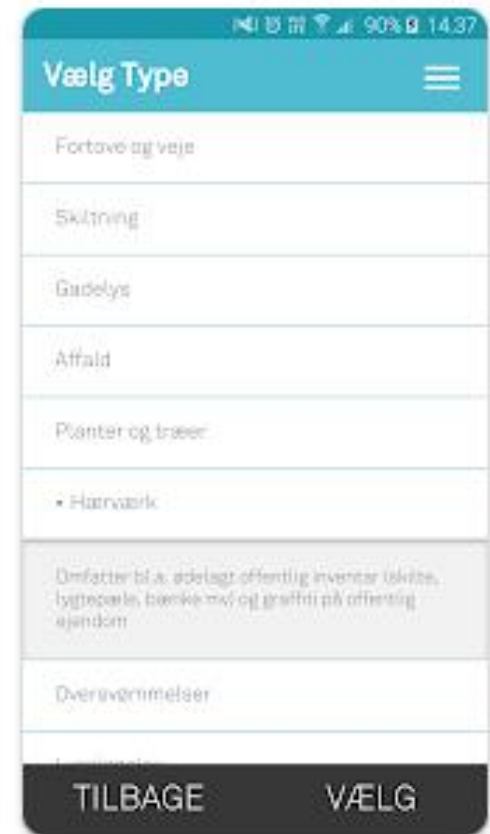 90% 14.37
Vælg Type
Fortove og veje
Skiltning
Gadelys
Affald
Planter og træer
• Hærværk
Omfatter bl.a. ødelagt offentlig inventar (skilte,
lygtepæle, bænke mv) og graffiti på offentlig
ejendom
Oversvømmelser
TILBAGE VÆLG